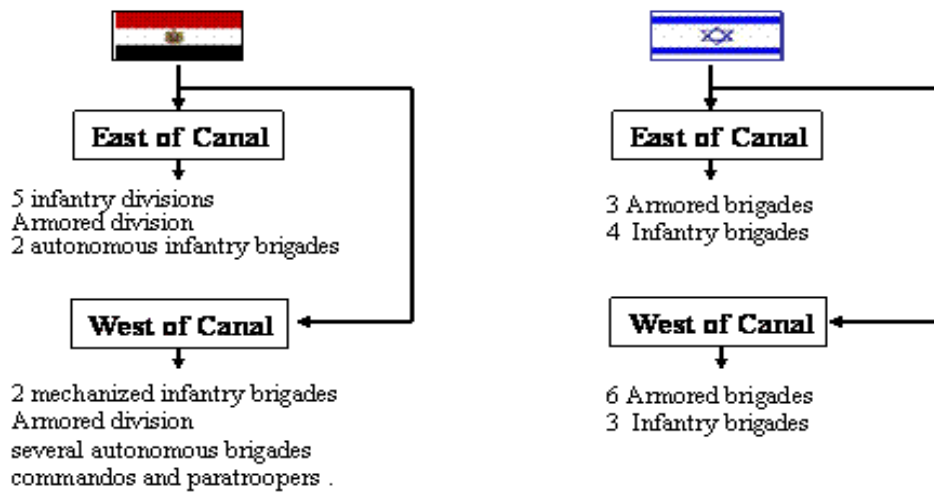 East of Canal
5 infantry divisions
Armored division
2 autonomous infantry brigades
West of Canal
2 mechanized infantry brigades
Armored division
several autonomous brigades
commandos and paratroopers .
East of Canal
3 Armored brigades
4 Infantry brigades
West of Canal
6 Armored brigades
3 Infantry brigades